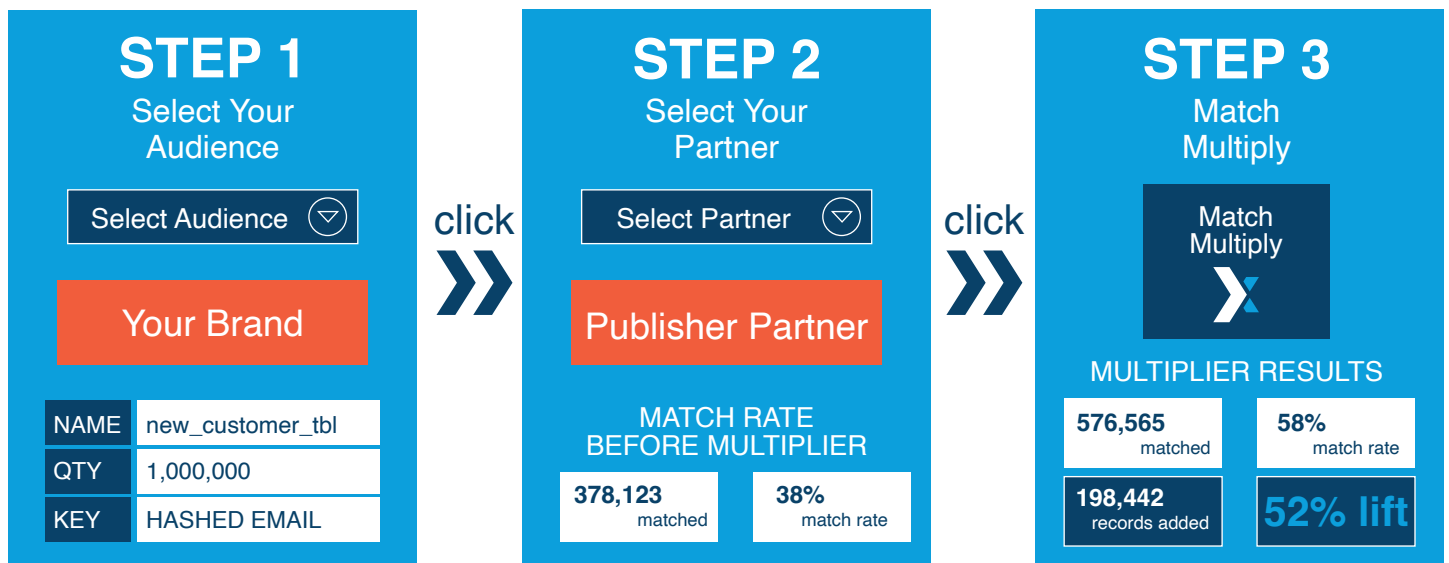 STEP 1
Select Your
Audience
Select Audience
Your Brand
NAME new_customer_tbl
QTY 1,000,000
KEY HASHED EMAIL
click
STEP 2
Select Your
Partner
Select Partner
Publisher Partner
MATCH RATE
BEFORE MULTIPLIER
378,123
matched
38%
match rate
click
STEP 3
Match
Multiply
Match
Multiply
MULTIPLIER RESULTS
576,565
matched
58%
match rate
198,442
records added
52% lift